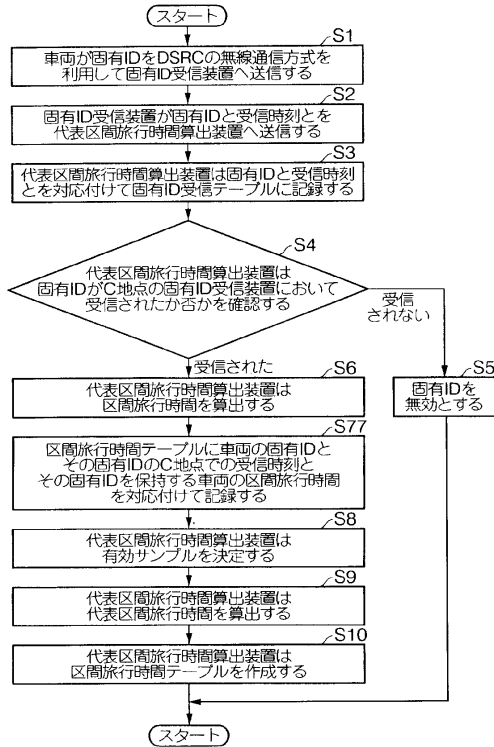 スタート
S1
車両が固有IDをDSRCの無線通信方式を
利用して固有ID受信装置へ送信する
S2
固有ID受信装置が固有IDと受信時刻とを
代表区間旅行時間算出装置へ送信する
S3
代表区間旅行時間算出装置は固有IDと受信時刻
とを対応付けて固有ID受信テーブルに記録する
S4
代表区間旅行時間算出装置は
固有IDがC地点の固有ID受信装置において
受信されたか否かを確認する
受信
されない
受信された
S5
固有IDを
無効とする
S6
代表区間旅行時間算出装置は
区間旅行時間を算出する
S77
区間旅行時間テーブルに車両の固有IDと
その固有IDのC地点での受信時刻と
その固有IDを保持する車両の区間旅行時間
を対応付けて記録する
S8
代表区間旅行時間算出装置は
有効サンプルを決定する
S9
代表区間旅行時間算出装置は
代表区間旅行時間を算出する
S10
代表区間旅行時間算出装置は
区間旅行時間テーブルを作成する
スタート